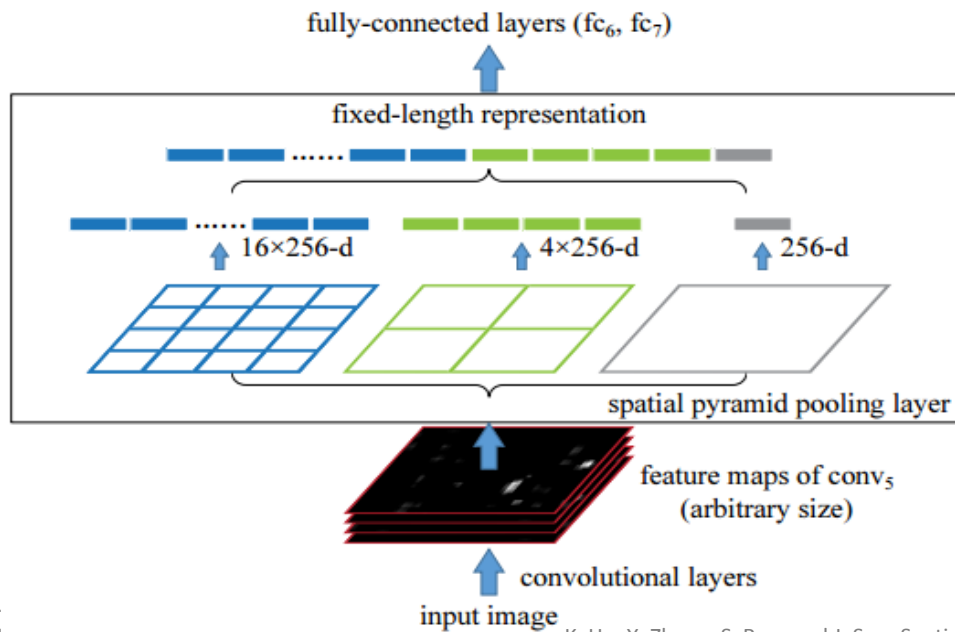 fully-connected layers (fc₆, fc₇)
fixed-length representation
......
......
16×256-d
4×256-d
256-d
spatial pyramid pooling layer
feature maps of conv₅
(arbitrary size)
convolutional layers
input image